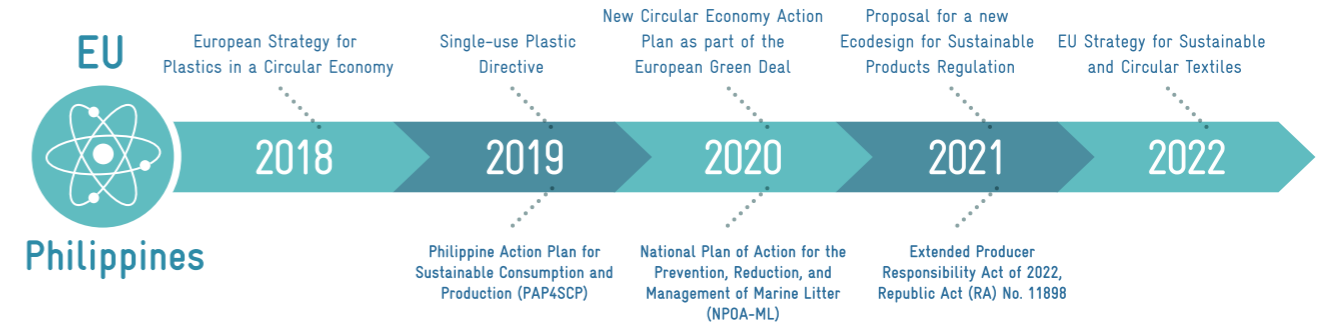 EU
European Strategy for
Plastics in a Circular Economy
Single-use Plastic
Directive
New Circular Economy Action
Plan as part of the
European Green Deal
Proposal for a new
Ecodesign for Sustainable
Products Regulation
EU Strategy for Sustainable
and Circular Textiles
2018
2019
2020
2021
2022
Philippines
Philippine Action Plan for
Sustainable Consumption and
Production (PAP4SCP)
National Plan of Action for the
Prevention, Reduction, and
Management of Marine Litter
(NPOA-ML)
Extended Producer
Responsibility Act of 2022,
Republic Act (RA) No. 11898